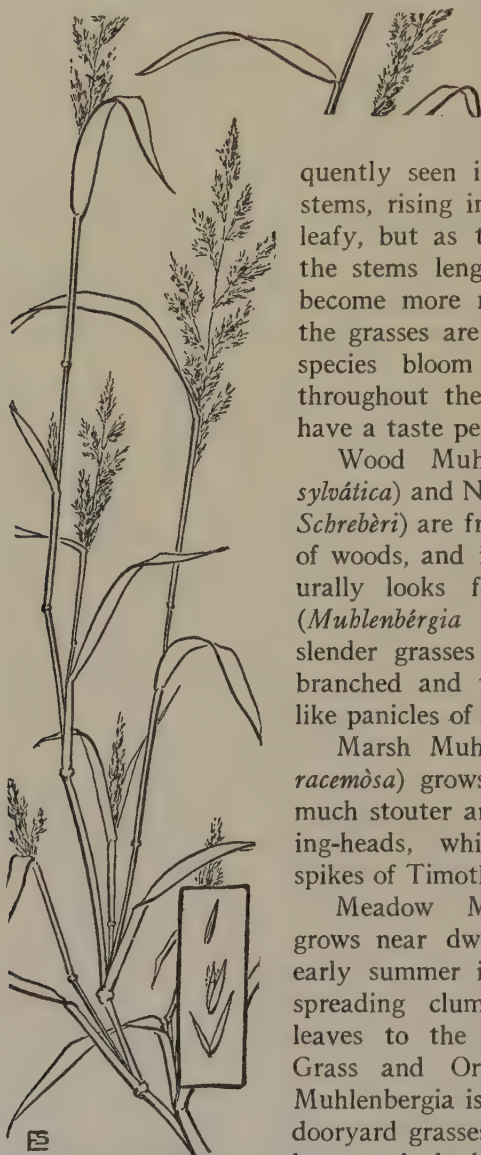 quently seen i
stems, rising in
leafy, but as t
the stems leng
become more r
the grasses are
species bloom
throughout the
have a taste pe
Wood Muh
sylvática) and N
Schrebèri) are fr
of woods, and i
urally looks f
(Muhlenbérgia
slender grasses
branched and
like panicles of
Marsh Muh
racemòsa) grows
much stouter an
ing-heads, whi
spikes of Timoth
Meadow M
grows near dw
early summer i
spreading clum
leaves to the
Grass and Or
Muhlenbergia is
dooryard grasses